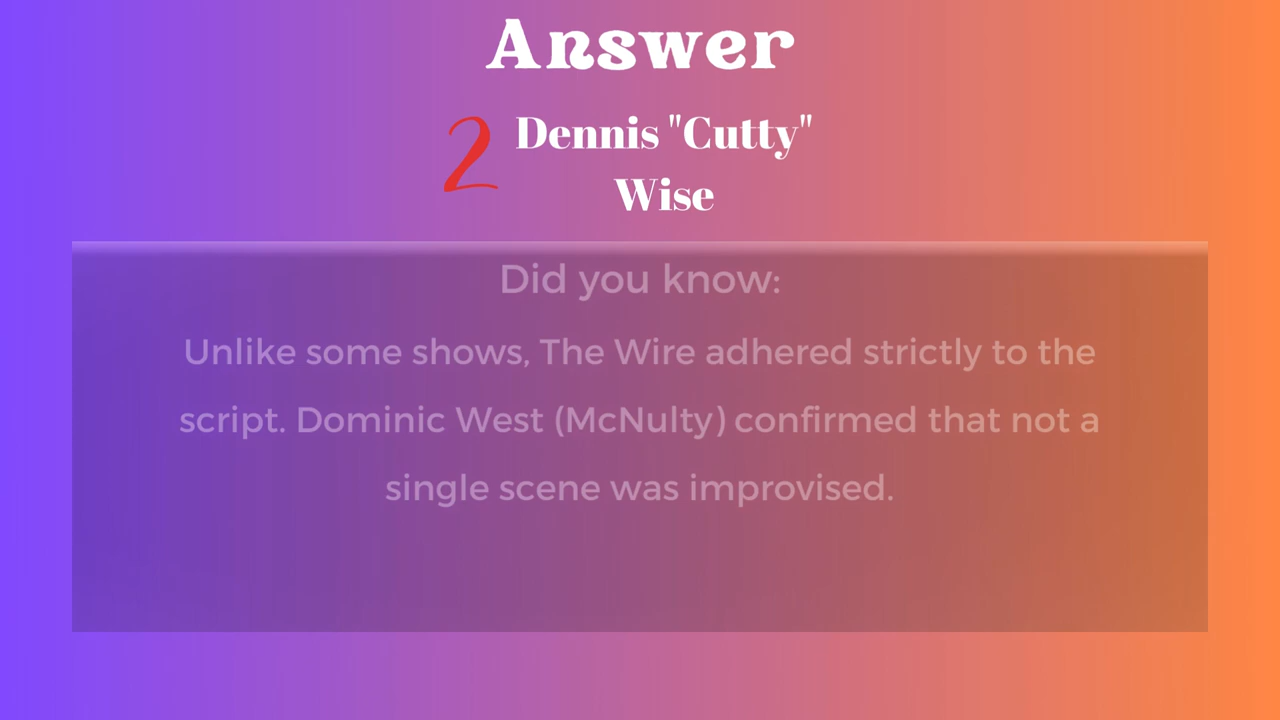 Answer
2 Dennis "Cutty"
Wise
Did you know:
Unlike some shows, The Wire adhered strictly to the
script. Dominic West (McNulty) confirmed that not a
single scene was improvised.